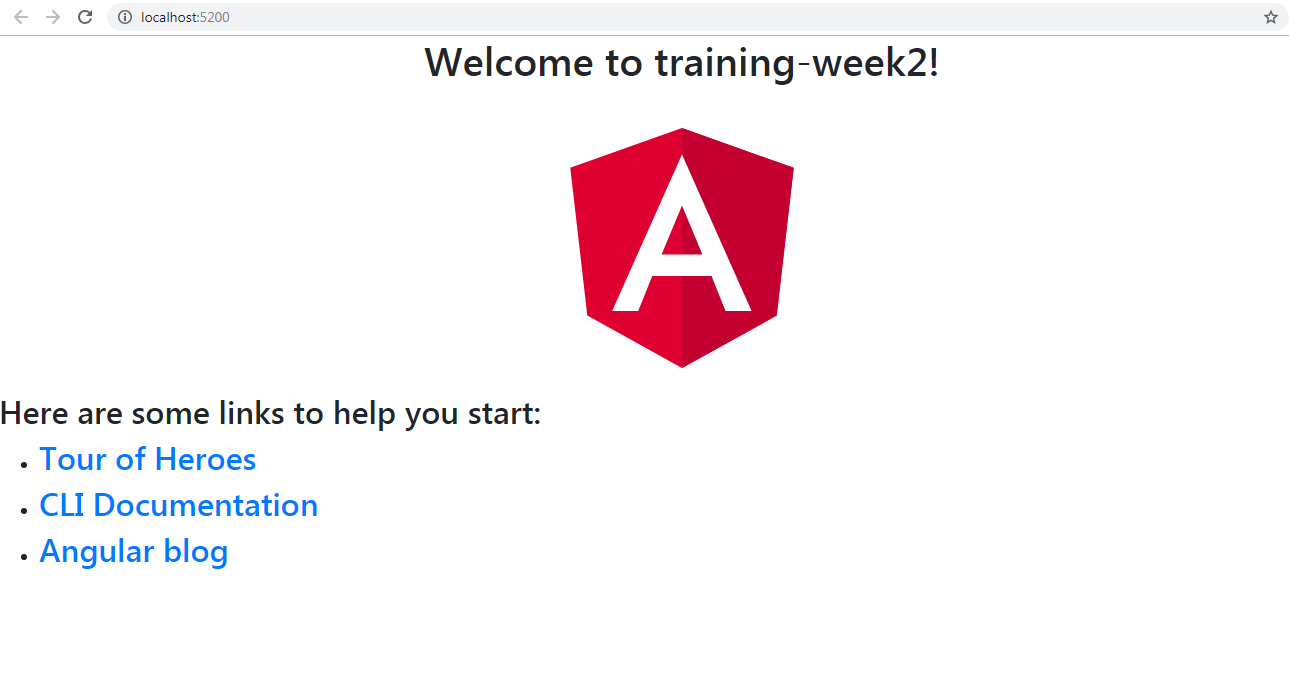 localhost:5200
Welcome to training-week2!
A
Here are some links to help you start:
Tour of Heroes
CLI Documentation
Angular blog